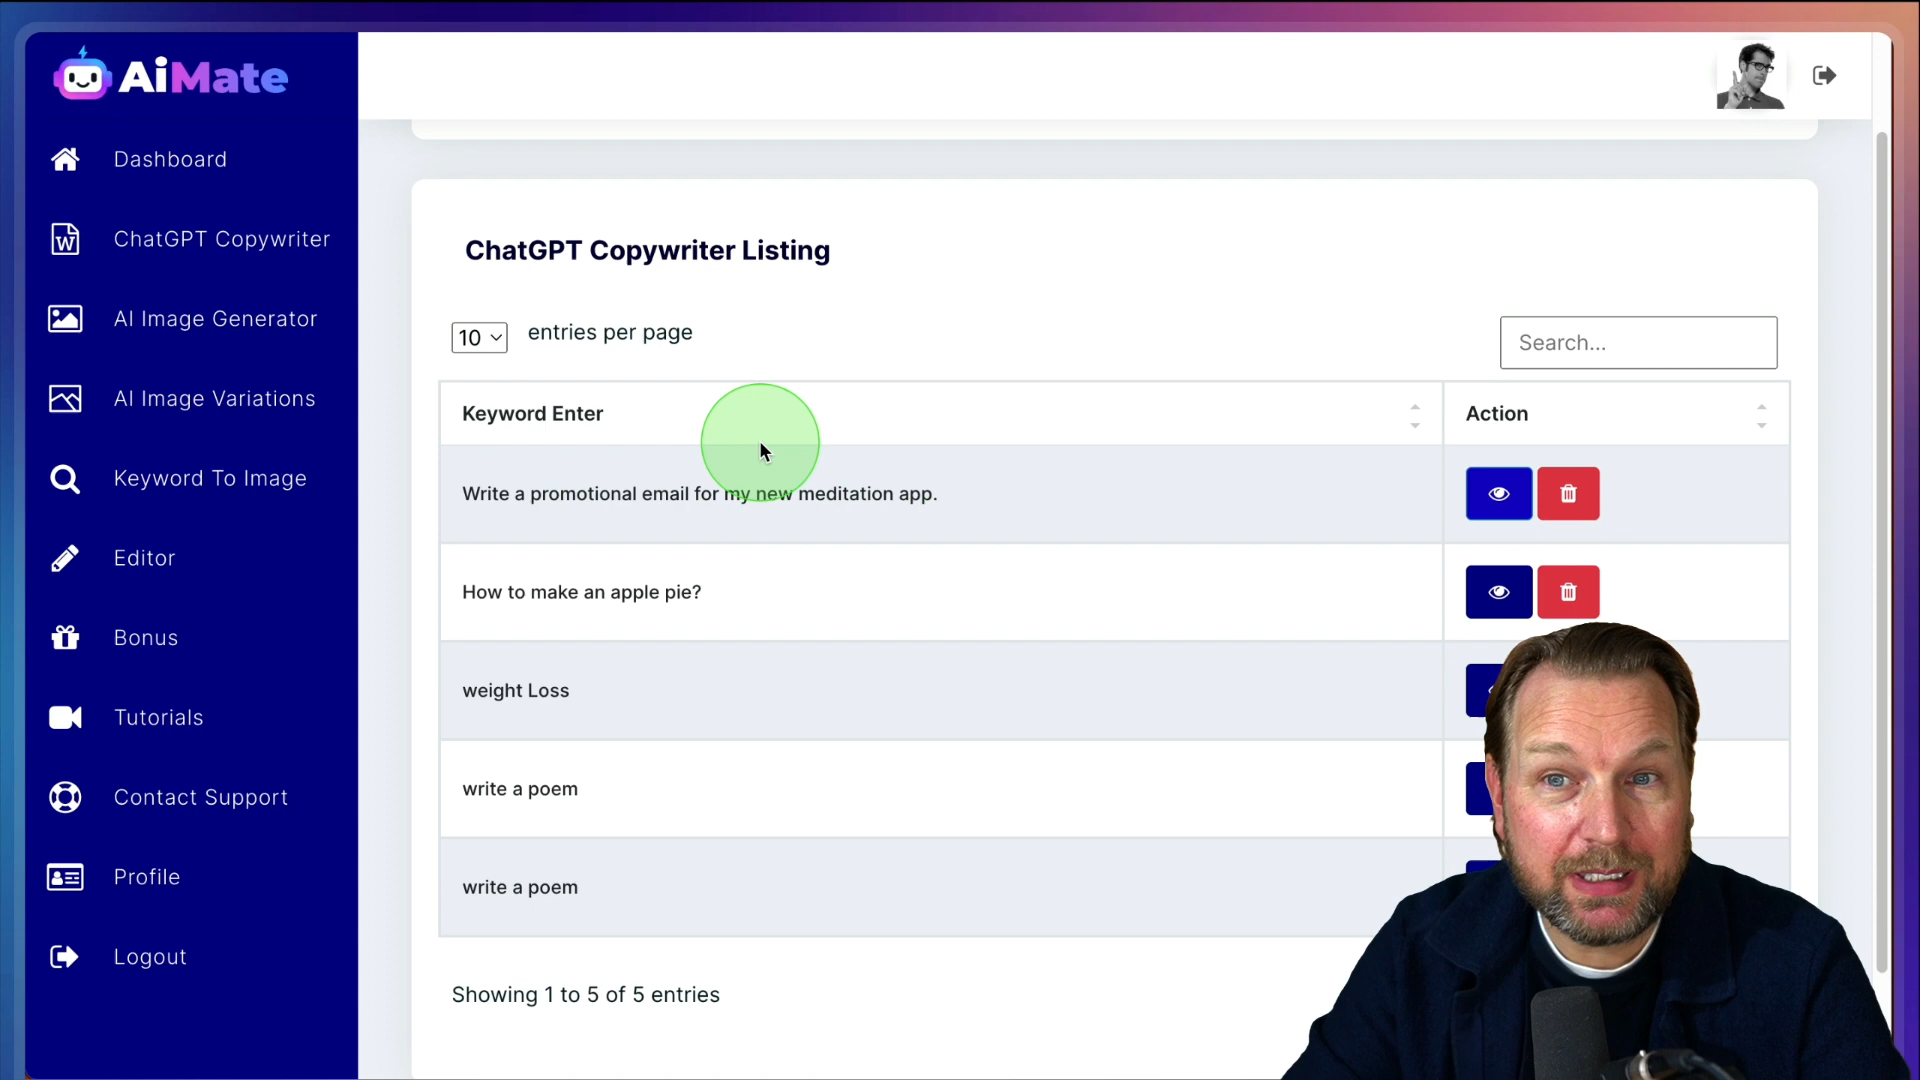 AiMate
Dashboard
ChatGPT Copywriter
AI Image Generator
AI Image Variations
Keyword To Image
Editor
Bonus
Tutorials
Contact Support
Profile
Logout
ChatGPT Copywriter Listing
10 entries per page
Search...
Keyword Enter Action
Write a promotional email for my new meditation app.
How to make an apple pie?
weight Loss
write a poem
write a poem
Showing 1 to 5 of 5 entries